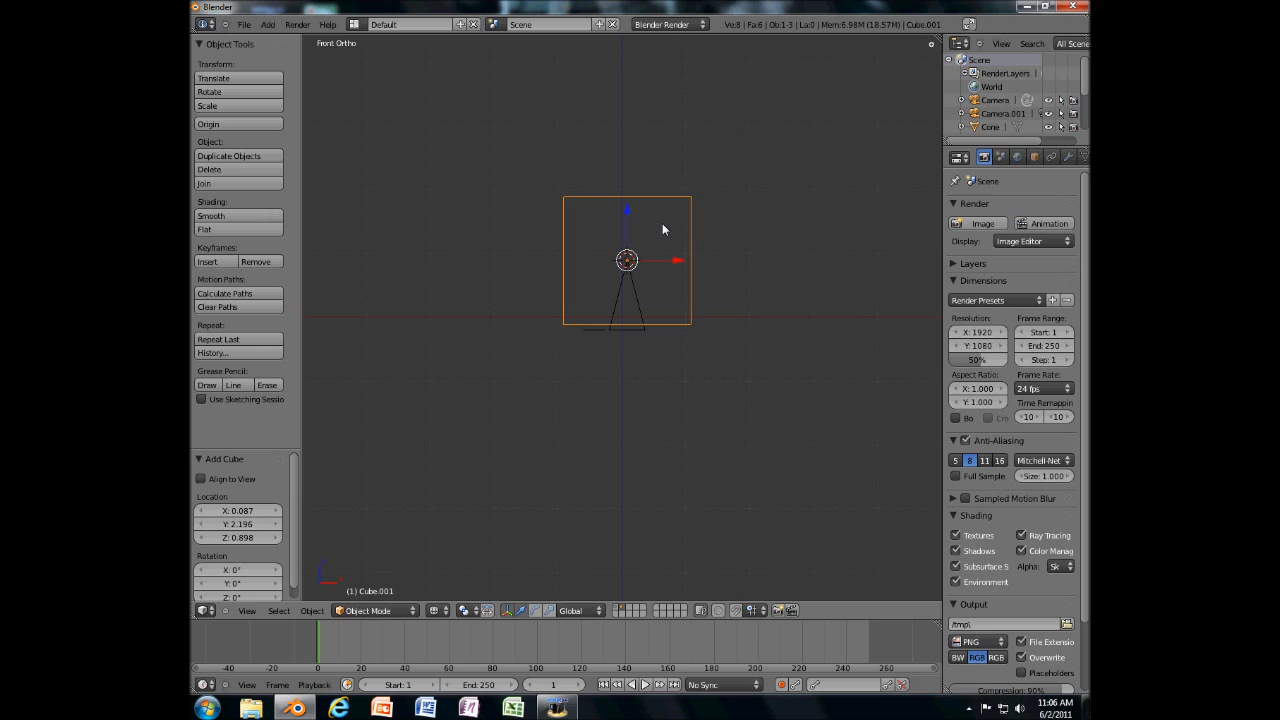 Blender
File Add Render Help Default Scene Blender Render Ve:8 | Fa:6 | Ob:1-3 | La:0 | Mem:6.98M (18.57M) | Cube.001
Object Tools
Transform:
Translate
Rotate
Scale
Origin
Object:
Duplicate Objects
Delete
Join
Shading:
Smooth
Flat
Keyframes:
Insert Remove
Motion Paths:
Calculate Paths
Clear Paths
Repeat:
Repeat Last
History...
Grease Pencil:
Draw Line Erase
Use Sketching Sessio
Add Cube
Align to View
Location
X: 0.087
Y: 2.196
Z: 0.898
Rotation
X: 0°
Y: 0°
Z: 0°
Front Ortho
(1) Cube.001
View Select Object Object Mode Global
View Search All Scene
Scene
RenderLayers
World
Camera
Camera.001
Cone
Scene
Render
Image Animation
Display: Image Editor
Layers
Dimensions
Render Presets
Resolution: Frame Range:
X: 1920 Start: 1
Y: 1080 End: 250
50% Step: 1
Aspect Ratio: Frame Rate:
X: 1.000 24 fps
Y: 1.000 Time Remappin
Bo Cro 10 10
Anti-Aliasing
5 8 11 16 Mitchell-Net
Full Sample Size: 1.000
Sampled Motion Blur
Shading
Textures Ray Tracing
Shadows Color Manag
Subsurface S Alpha: Sk
Environment
Output
/tmp\
PNG File Extensio
BW RGB RGB Overwrite
Placeholders
Compression: 90%
-40 -20 0 20 40 60 80 100 120 140 160 180 200 220 240 260
View Frame Playback Start: 1 End: 250 1 No Sync
11:06 AM
6/2/2011